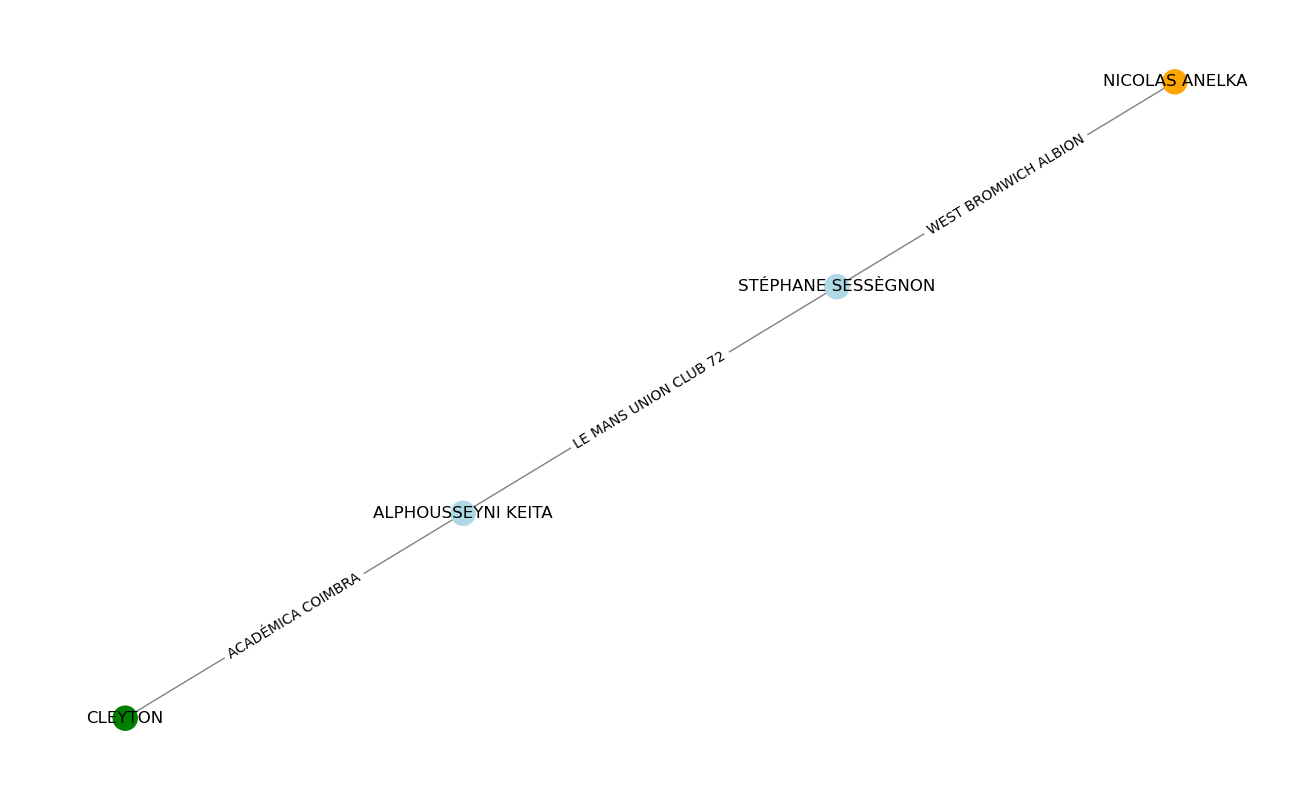 NICOLAS ANELKA
WEST BROMWICH ALBION
STÉPHANE SESSÈGNON
LE MANS UNION CLUB 72
ALPHOUSSEYNI KEITA
ACADÉMICA COIMBRA
CLEYTON